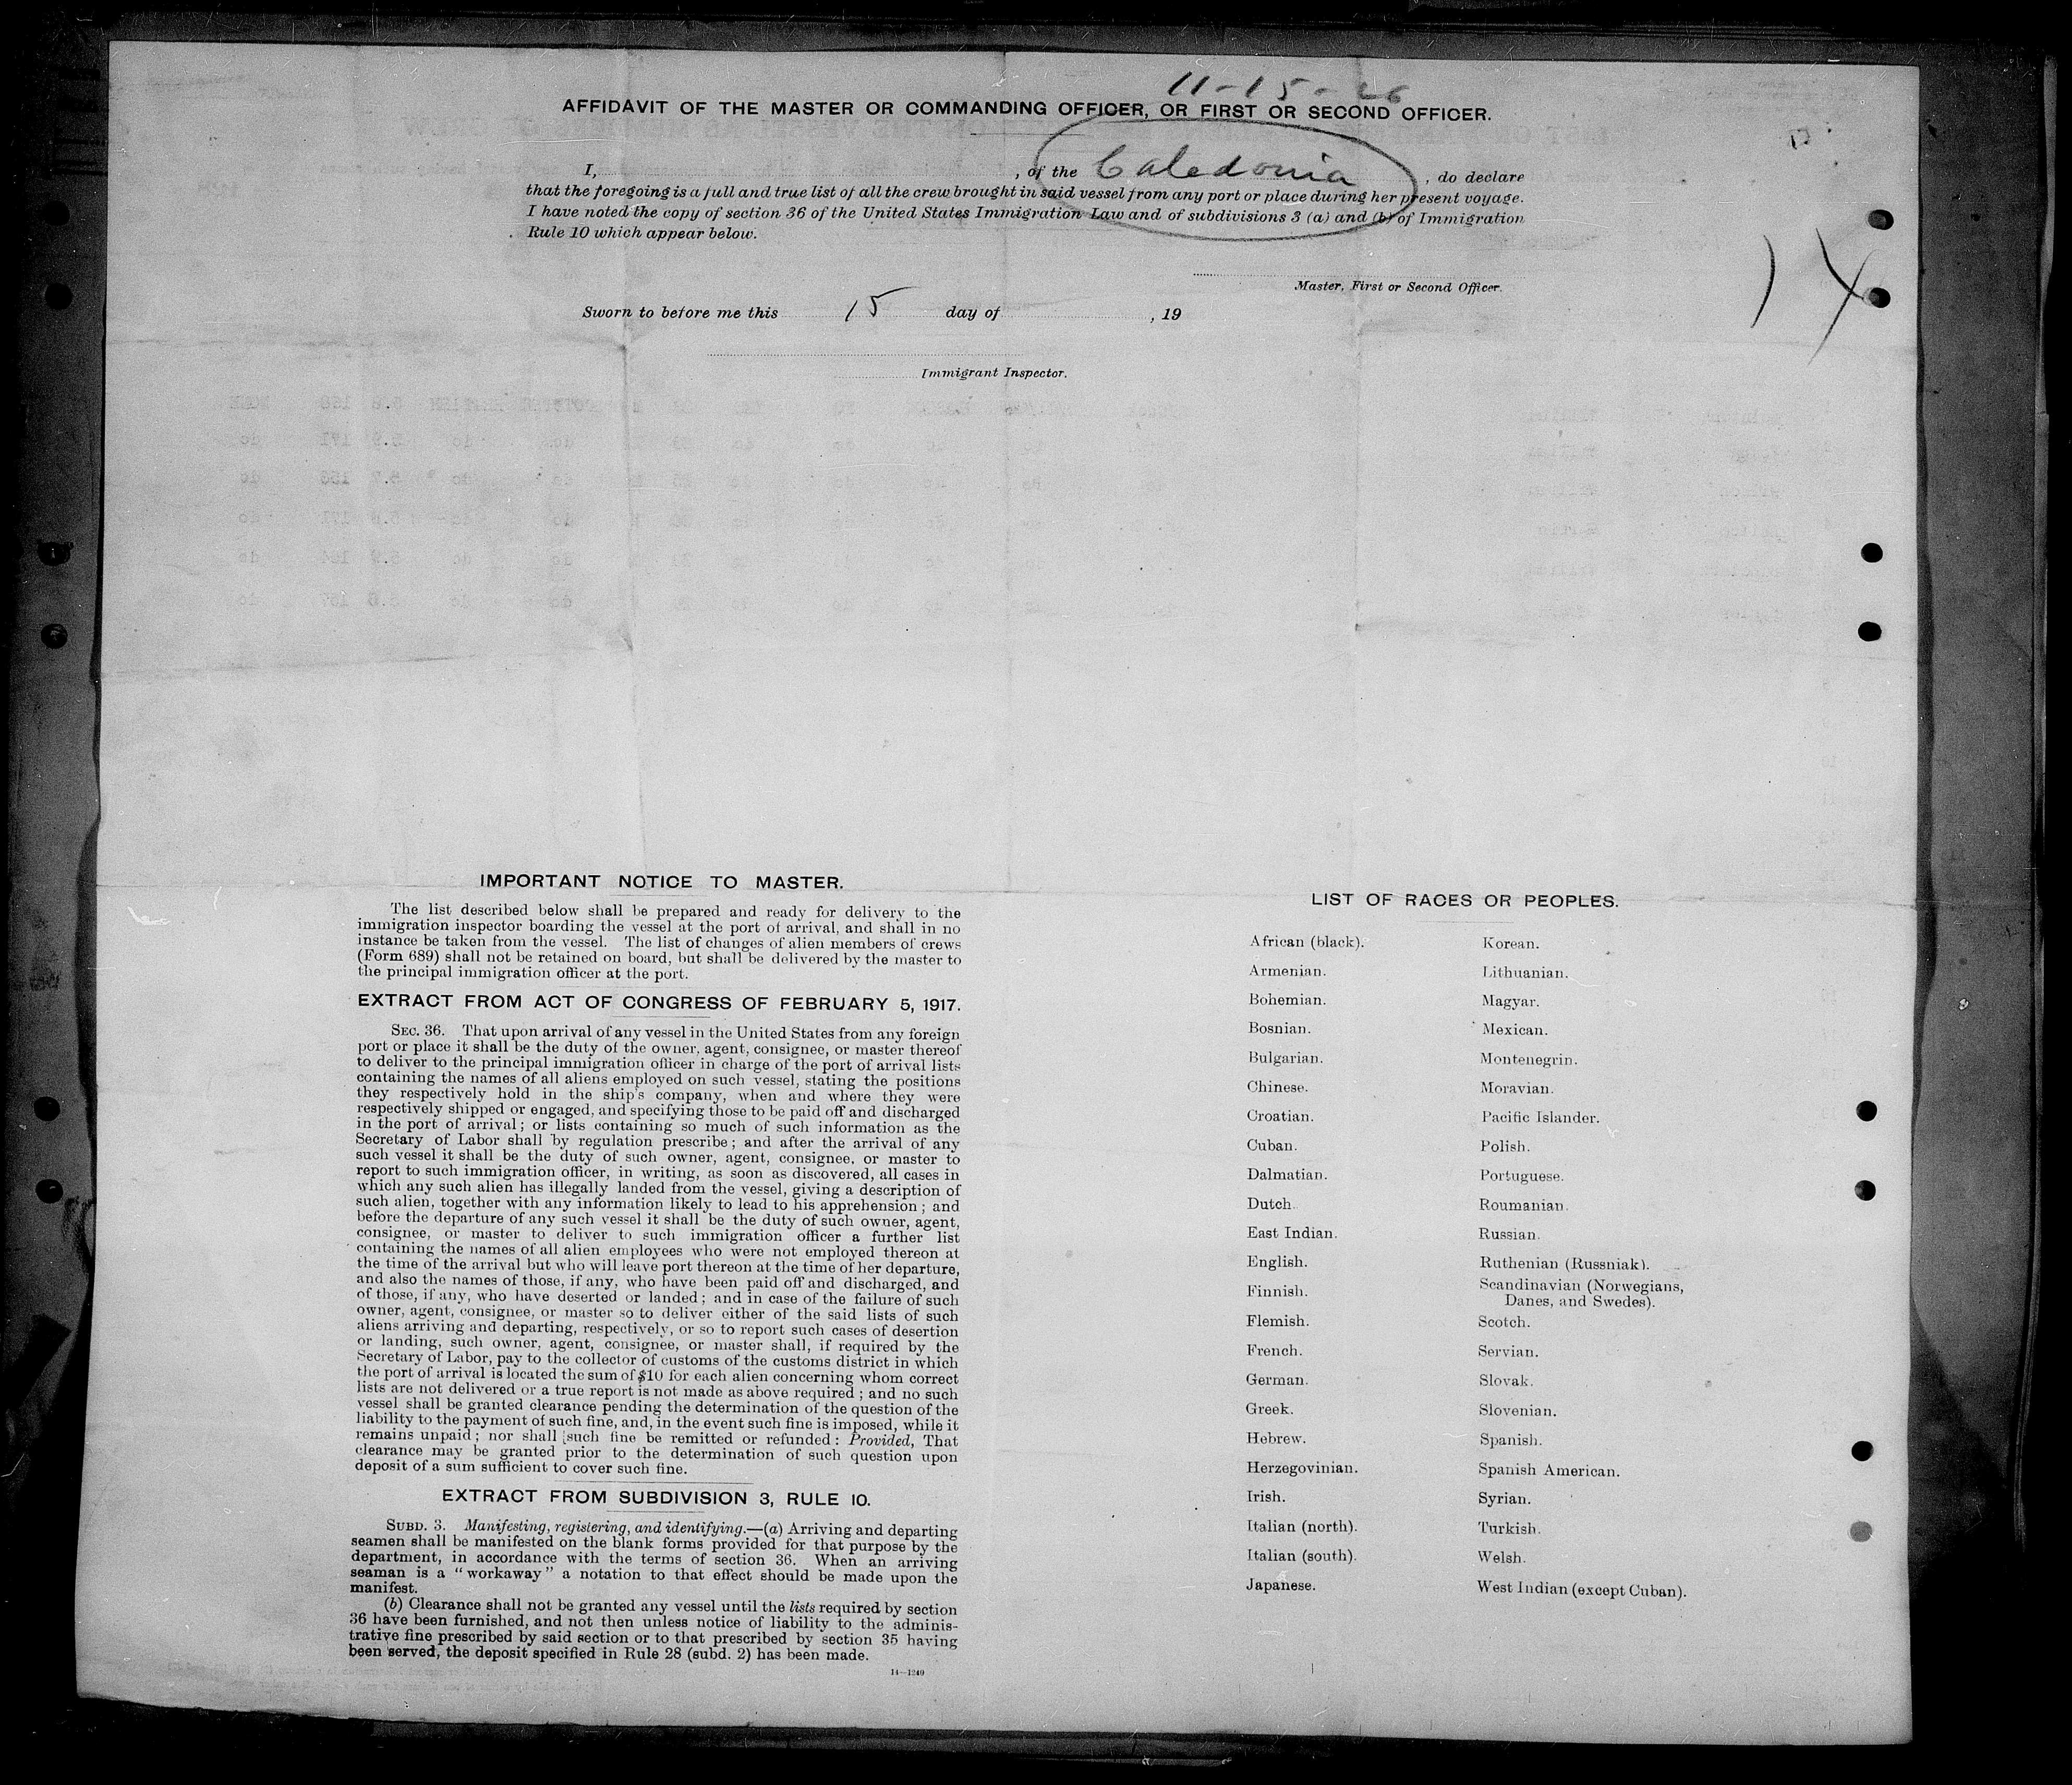 11-15-26
AFFIDAVIT OF THE MASTER OR COMMANDING OFFICER, OR FIRST OR SECOND OFFICER.
I, , of the Caledonia , do declare
that the foregoing is a full and true list of all the crew brought in said vessel from any port or place during her present voyage.
I have noted the copy of section 36 of the United States Immigration Law and of subdivisions 3 (a) and (b) of Immigration
Rule 10 which appear below.
14
Master, First or Second Officer.
Sworn to before me this 15 day of , 19
Immigrant Inspector.
IMPORTANT NOTICE TO MASTER.
The list described below shall be prepared and ready for delivery to the
immigration inspector boarding the vessel at the port of arrival, and shall in no
instance be taken from the vessel. The list of changes of alien members of crews
(Form 689) shall not be retained on board, but shall be delivered by the master to
the principal immigration officer at the port.
EXTRACT FROM ACT OF CONGRESS OF FEBRUARY 5, 1917.
SEC. 36. That upon arrival of any vessel in the United States from any foreign
port or place it shall be the duty of the owner, agent, consignee, or master thereof
to deliver to the principal immigration officer in charge of the port of arrival lists
containing the names of all aliens employed on such vessel, stating the positions
they respectively hold in the ship's company, when and where they were
respectively shipped or engaged, and specifying those to be paid off and discharged
in the port of arrival; or lists containing so much of such information as the
Secretary of Labor shall by regulation prescribe; and after the arrival of any
such vessel it shall be the duty of such owner, agent, consignee, or master to
report to such immigration officer, in writing, as soon as discovered, all cases in
which any such alien has illegally landed from the vessel, giving a description of
such alien, together with any information likely to lead to his apprehension; and
before the departure of any such vessel it shall be the duty of such owner, agent,
consignee, or master to deliver to such immigration officer a further list
containing the names of all alien employees who were not employed thereon at
the time of the arrival but who will leave port thereon at the time of her departure,
and also the names of those, if any, who have been paid off and discharged, and
of those, if any, who have deserted or landed; and in case of the failure of such
owner, agent, consignee, or master so to deliver either of the said lists of such
aliens arriving and departing, respectively, or so to report such cases of desertion
or landing, such owner, agent, consignee, or master shall, if required by the
Secretary of Labor, pay to the collector of customs of the customs district in which
the port of arrival is located the sum of $10 for each alien concerning whom correct
lists are not delivered or a true report is not made as above required; and no such
vessel shall be granted clearance pending the determination of the question of the
liability to the payment of such fine, and, in the event such fine is imposed, while it
remains unpaid; nor shall such fine be remitted or refunded: Provided, That
clearance may be granted prior to the determination of such question upon
deposit of a sum sufficient to cover such fine.
EXTRACT FROM SUBDIVISION 3, RULE 10.
SUBD. 3. Manifesting, registering, and identifying.—(a) Arriving and departing
seamen shall be manifested on the blank forms provided for that purpose by the
department, in accordance with the terms of section 36. When an arriving
seaman is a "workaway" a notation to that effect should be made upon the
manifest.
(b) Clearance shall not be granted any vessel until the lists required by section
36 have been furnished, and not then unless notice of liability to the adminis-
trative fine prescribed by said section or to that prescribed by section 35 having
been served, the deposit specified in Rule 28 (subd. 2) has been made.
14—1240
LIST OF RACES OR PEOPLES.
African (black).
Armenian.
Bohemian.
Bosnian.
Bulgarian.
Chinese.
Croatian.
Cuban.
Dalmatian.
Dutch.
East Indian.
English.
Finnish.
Flemish.
French.
German.
Greek.
Hebrew.
Herzegovinian.
Irish.
Italian (north).
Italian (south).
Japanese.
Korean.
Lithuanian.
Magyar.
Mexican.
Montenegrin.
Moravian.
Pacific Islander.
Polish.
Portuguese.
Roumanian.
Russian.
Ruthenian (Russniak).
Scandinavian (Norwegians,
Danes, and Swedes).
Scotch.
Servian.
Slovak.
Slovenian.
Spanish.
Spanish American.
Syrian.
Turkish.
Welsh.
West Indian (except Cuban).